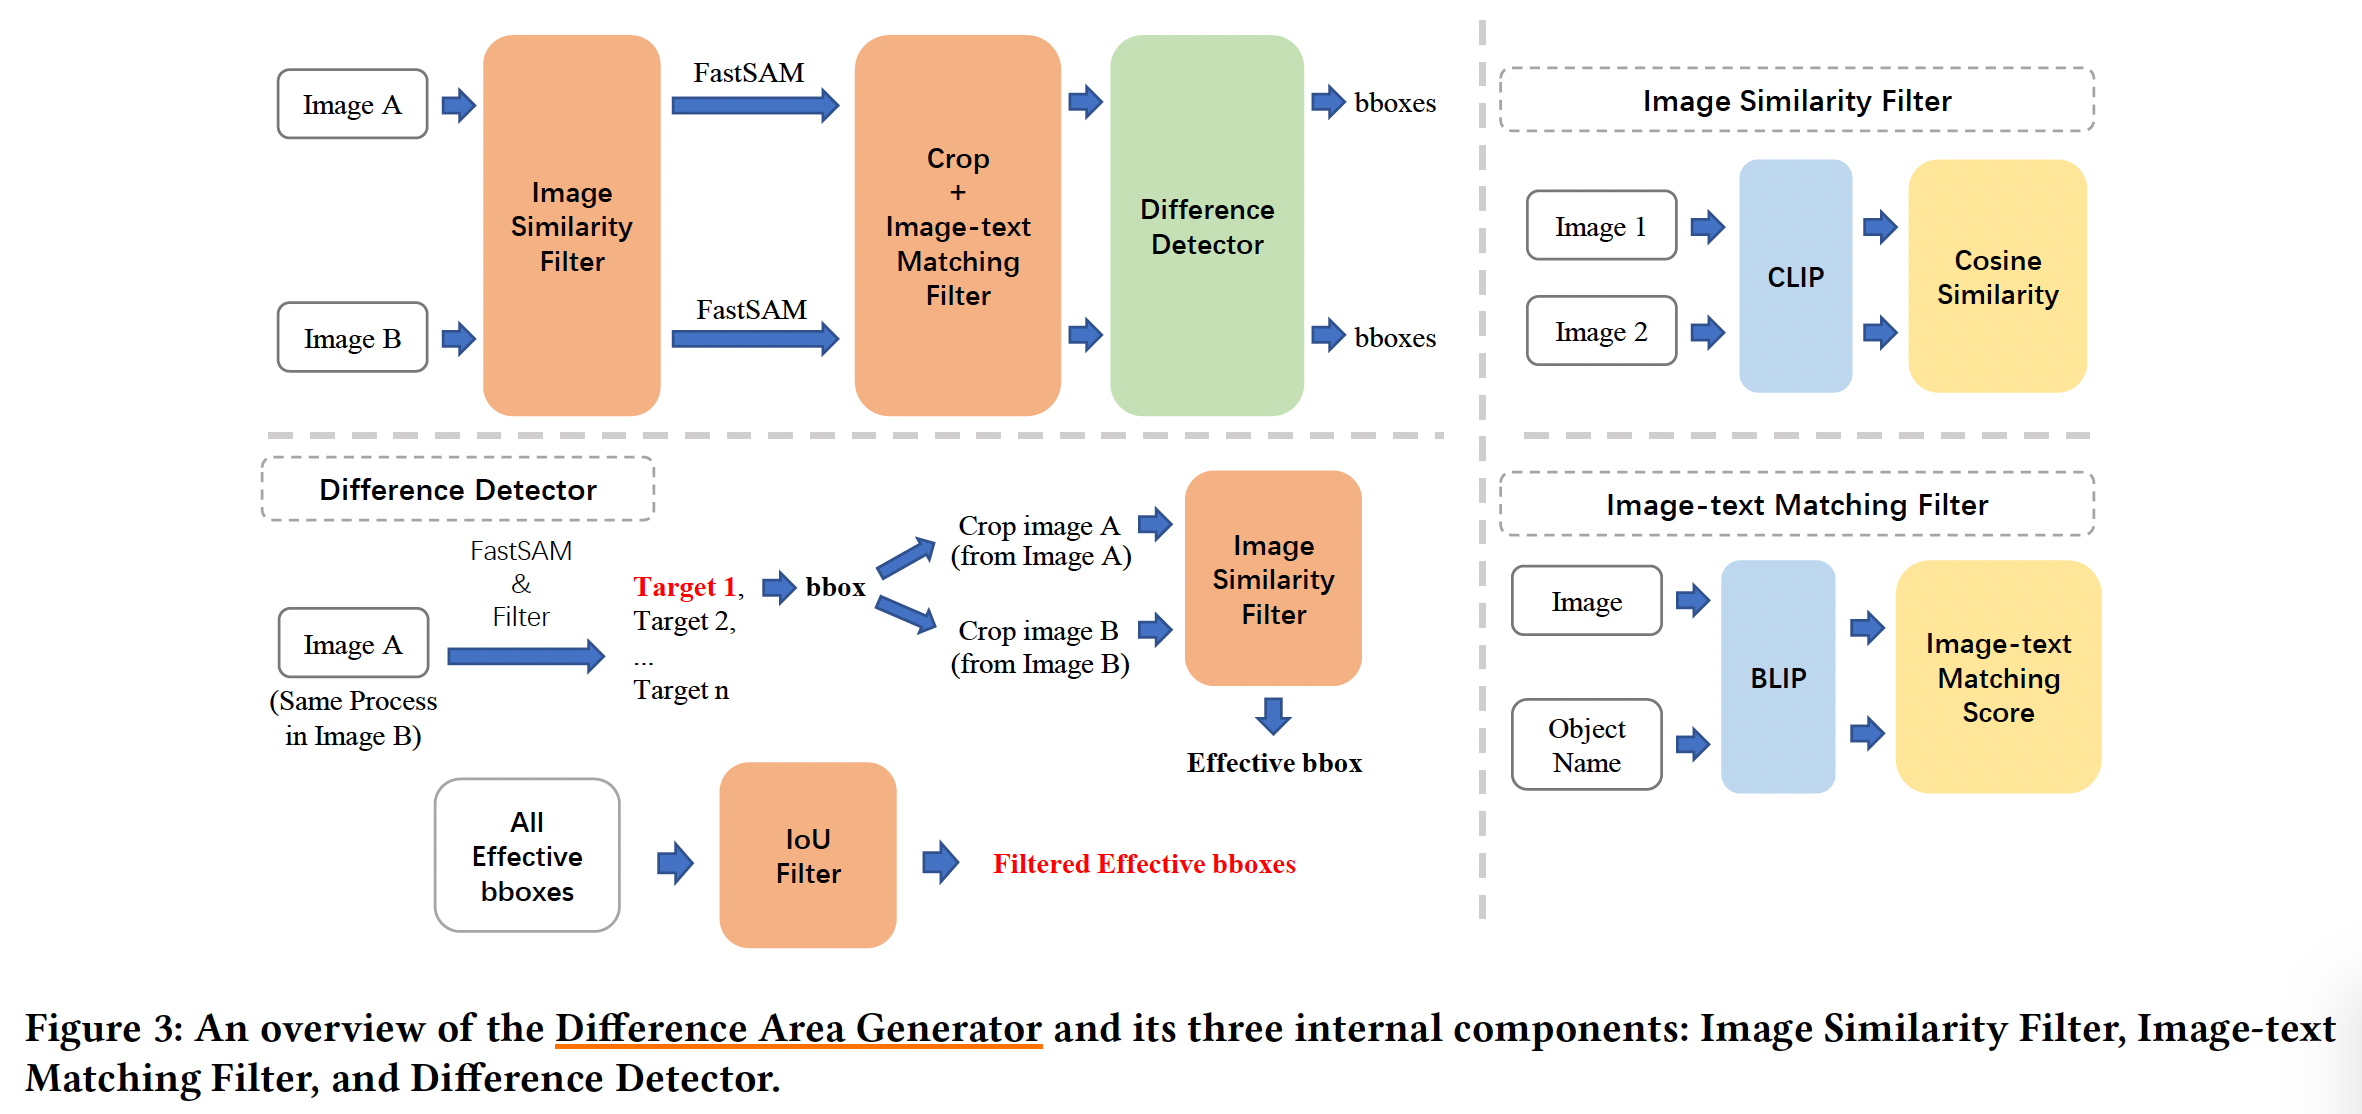 Image A
Image B
Image
Similarity
Filter
FastSAM
FastSAM
Crop
+
Image-text
Matching
Filter
Difference
Detector
bboxes
bboxes
Difference Detector
FastSAM
&
Filter
Image A
(Same Process
in Image B)
Target 1,
Target 2,
...
Target n
bbox
Crop image A
(from Image A)
Crop image B
(from Image B)
Image
Similarity
Filter
Effective bbox
All
Effective
bboxes
IoU
Filter
Filtered Effective bboxes
Image Similarity Filter
Image 1
Image 2
CLIP
Cosine
Similarity
Image-text Matching Filter
Image
Object
Name
BLIP
Image-text
Matching
Score
Figure 3: An overview of the Difference Area Generator and its three internal components: Image Similarity Filter, Image-text
Matching Filter, and Difference Detector.